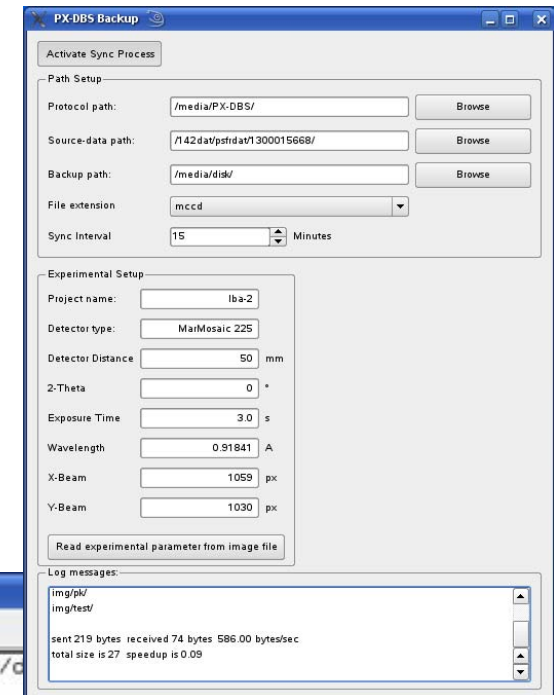 PX-DBS Backup
Activate Sync Process
Path Setup
Protocol path: /media/PX-DBS/ Browse
Source-data path: /142dat/psfrdat/1300015668/ Browse
Backup path: /media/disk/ Browse
File extension mccd
Sync Interval 15 Minutes
Experimental Setup
Project name: lba-2
Detector type: MarMosaic 225
Detector Distance 50 mm
2-Theta 0 °
Exposure Time 3.0 s
Wavelength 0.91841 A
X-Beam 1059 px
Y-Beam 1030 px
Read experimental parameter from image file
Log messages:
img/pk/
img/test/
sent 219 bytes received 74 bytes 586.00 bytes/sec
total size is 27 speedup is 0.09